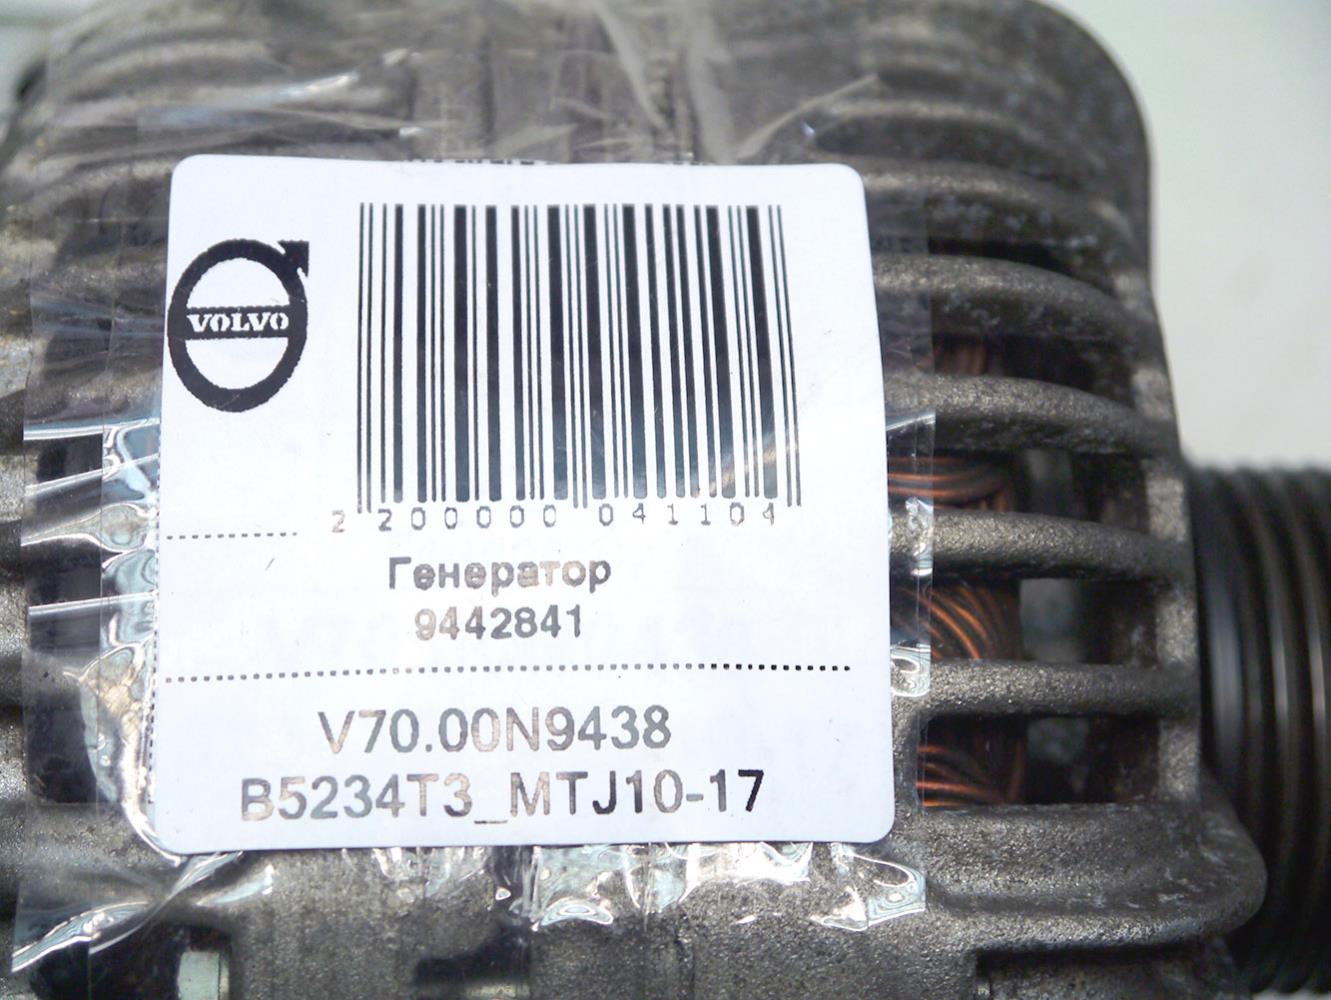 VOLVO
2 200000 041104
Генератор
9442841
V70.00N9438
B5234T3_MTJ10-17